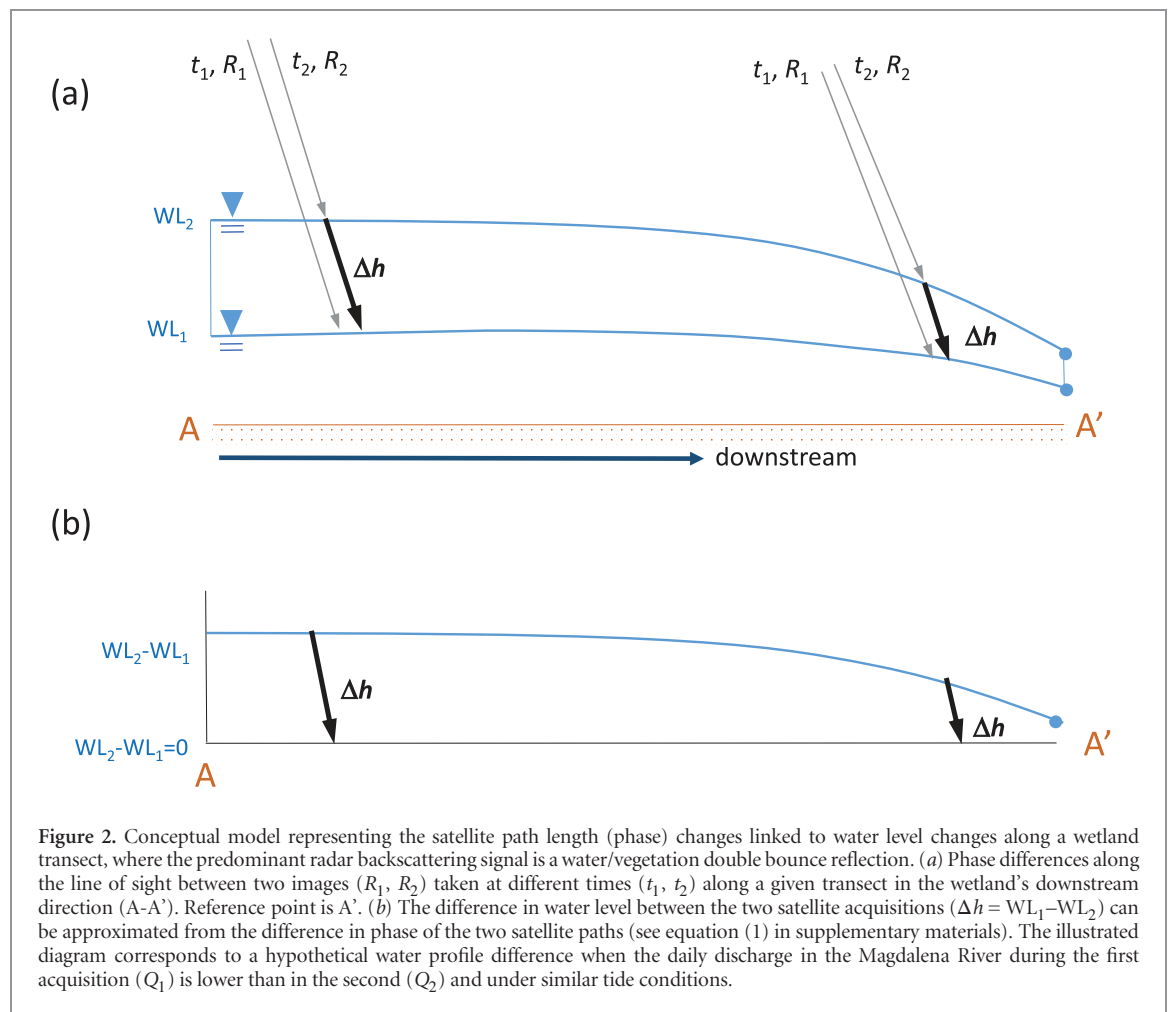 (a)
t1, R1
t2, R2
t1, R1
t2, R2
WL2
Δh
WL1
Δh
A
A’
downstream
(b)
WL2-WL1
Δh
Δh
WL2-WL1=0
A’
A
Figure 2. Conceptual model representing the satellite path length (phase) changes linked to water level changes along a wetland
transect, where the predominant radar backscattering signal is a water/vegetation double bounce reflection. (a) Phase differences along
the line of sight between two images (R1, R2) taken at different times (t1, t2) along a given transect in the wetland’s downstream
direction (A-A’). Reference point is A’. (b) The difference in water level between the two satellite acquisitions (Δh = WL1–WL2) can
be approximated from the difference in phase of the two satellite paths (see equation (1) in supplementary materials). The illustrated
diagram corresponds to a hypothetical water profile difference when the daily discharge in the Magdalena River during the first
acquisition (Q1) is lower than in the second (Q2) and under similar tide conditions.